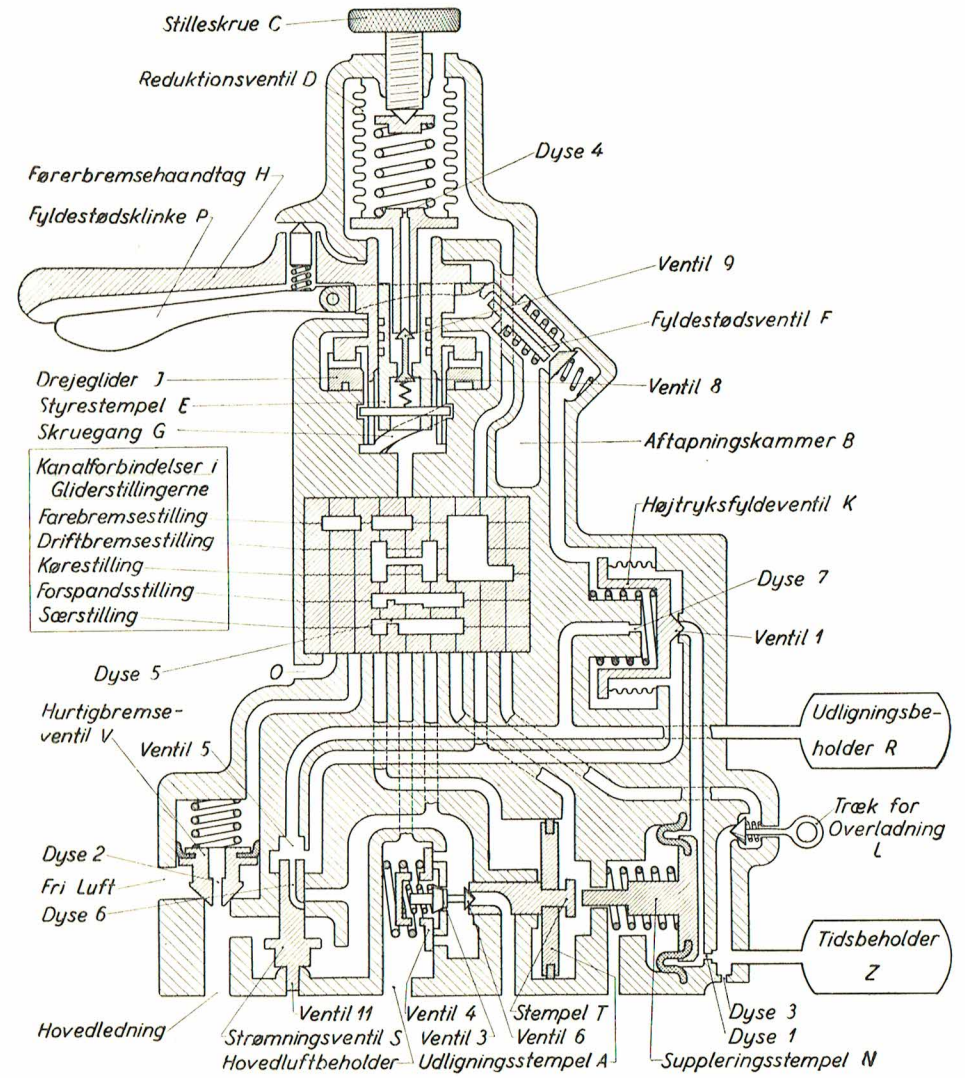 Stilleskrue C
Reduktionsventil D
Dyse 4
Førerbremsehaandtag H
Fyldestødsklinke P
Ventil 9
Fyldestødsventil F
Drejeglider J
Styrestempel E
Skruegang G
Ventil 8
Aftapningskammer B
Kanalforbindelser i
Gliderstillingerne
Farebremsestilling
Driftbremsestilling
Kørestilling
Forspandsstilling
Særstilling
Højtryksfyldeventil K
Dyse 7
Ventil 1
Dyse 5
O
Hurtigbremse-
ventil V
Ventil 5
Udligningsbe-
holder R
Træk for
Overladning
L
Dyse 2
Fri Luft
Dyse 6
Tidsbeholder
Z
Hovedledning
Ventil 11
Strømningsventil S
Hovedluftbeholder
Ventil 4
Ventil 3
Stempel T
Ventil 6
Udligningsstempel A
Dyse 3
Dyse 1
Suppleringsstempel N